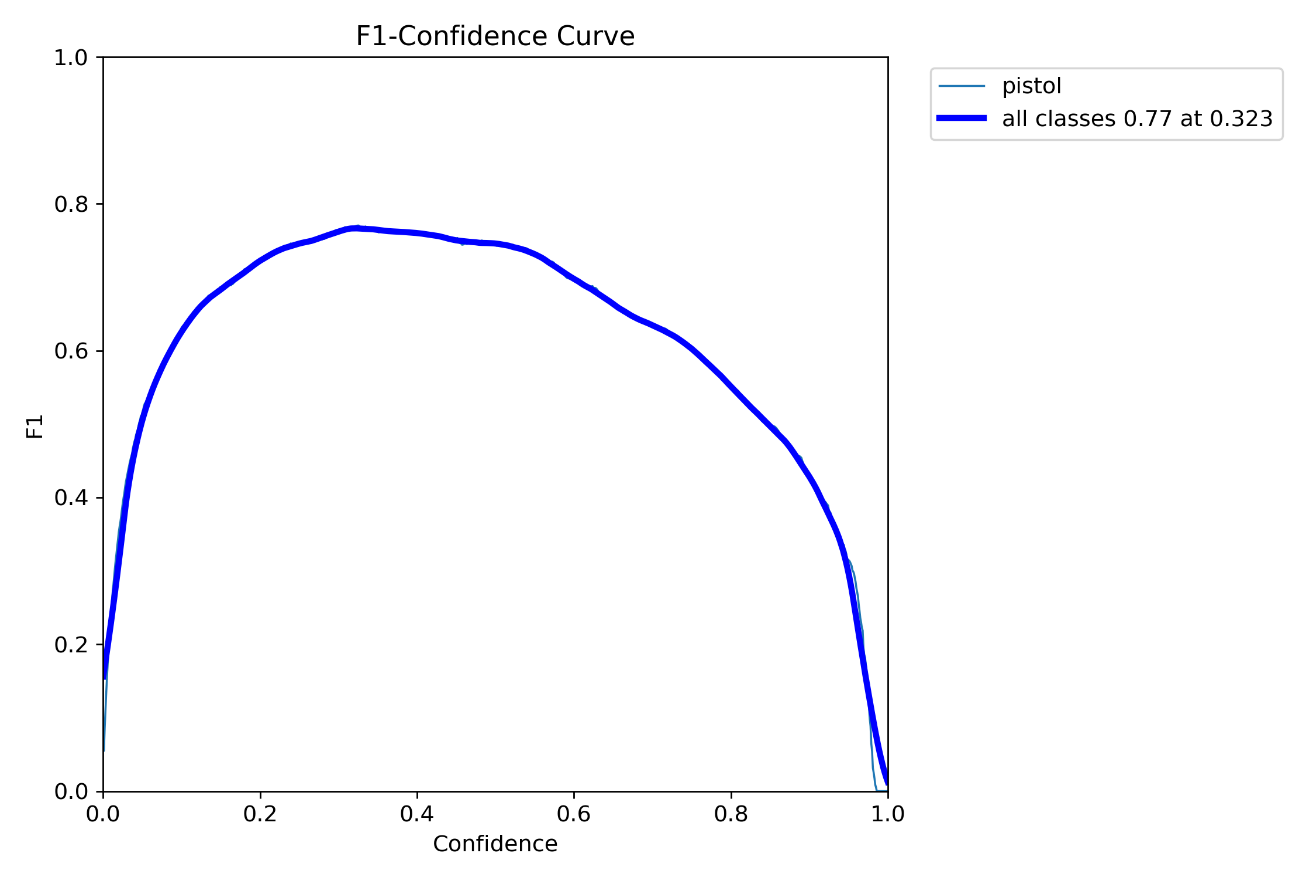 F1-Confidence Curve
pistol
all classes 0.77 at 0.323
1.0
0.8
0.6
0.4
0.2
0.0
F1
0.0 0.2 0.4 0.6 0.8 1.0
Confidence